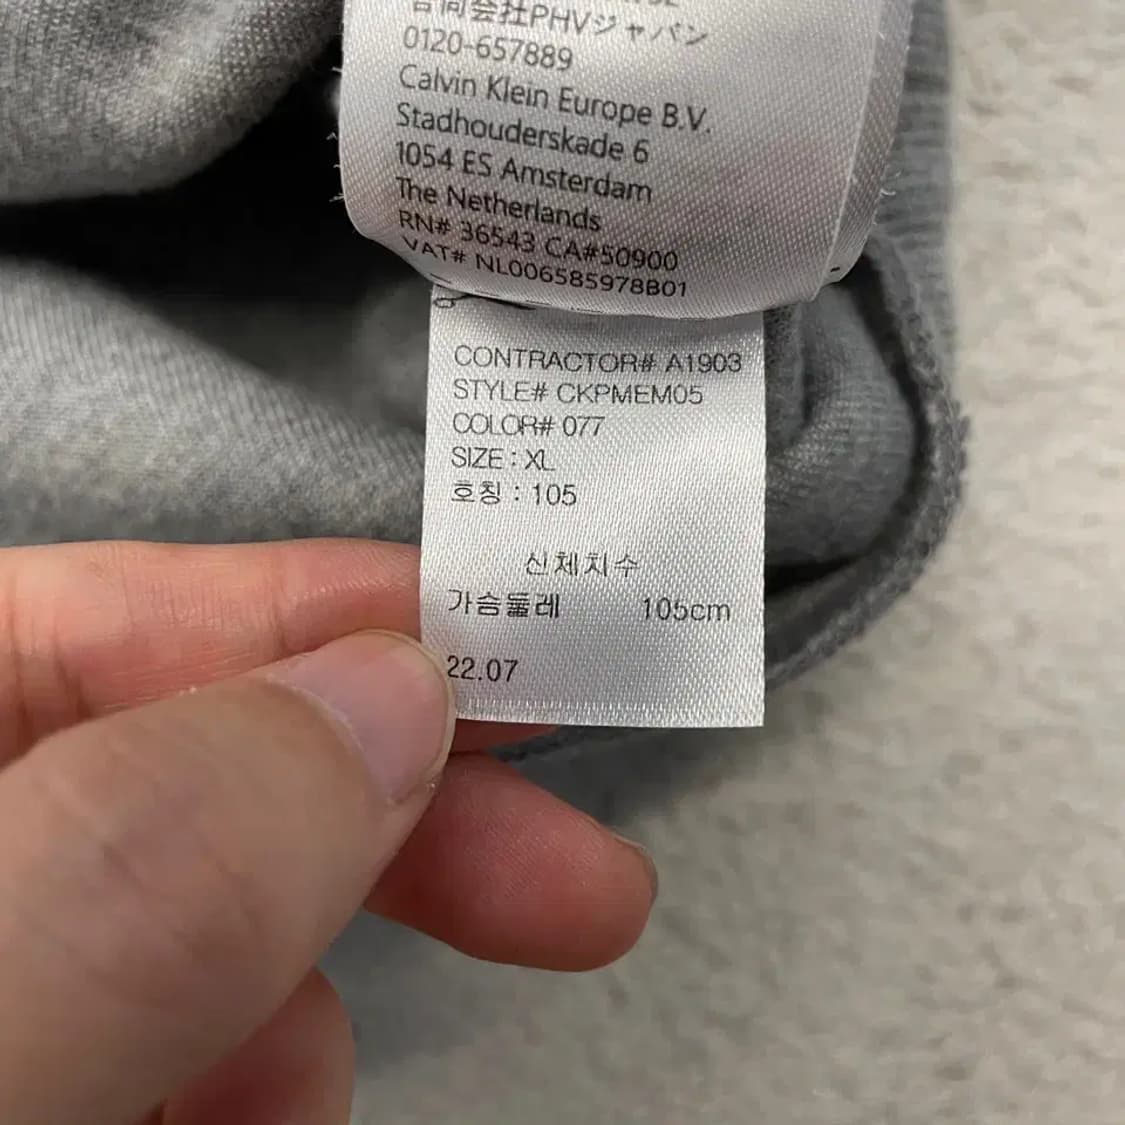 合同会社PHVジャパン
0120-657889
Calvin Klein Europe B.V.
Stadhouderskade 6
1054 ES Amsterdam
The Netherlands
RN# 36543 CA#50900
VAT# NL006585978B01
CONTRACTOR# A1903
STYLE# CKPMEM05
COLOR# 077
SIZE : XL
호칭 : 105
신체치수
가슴둘레 105cm
22.07